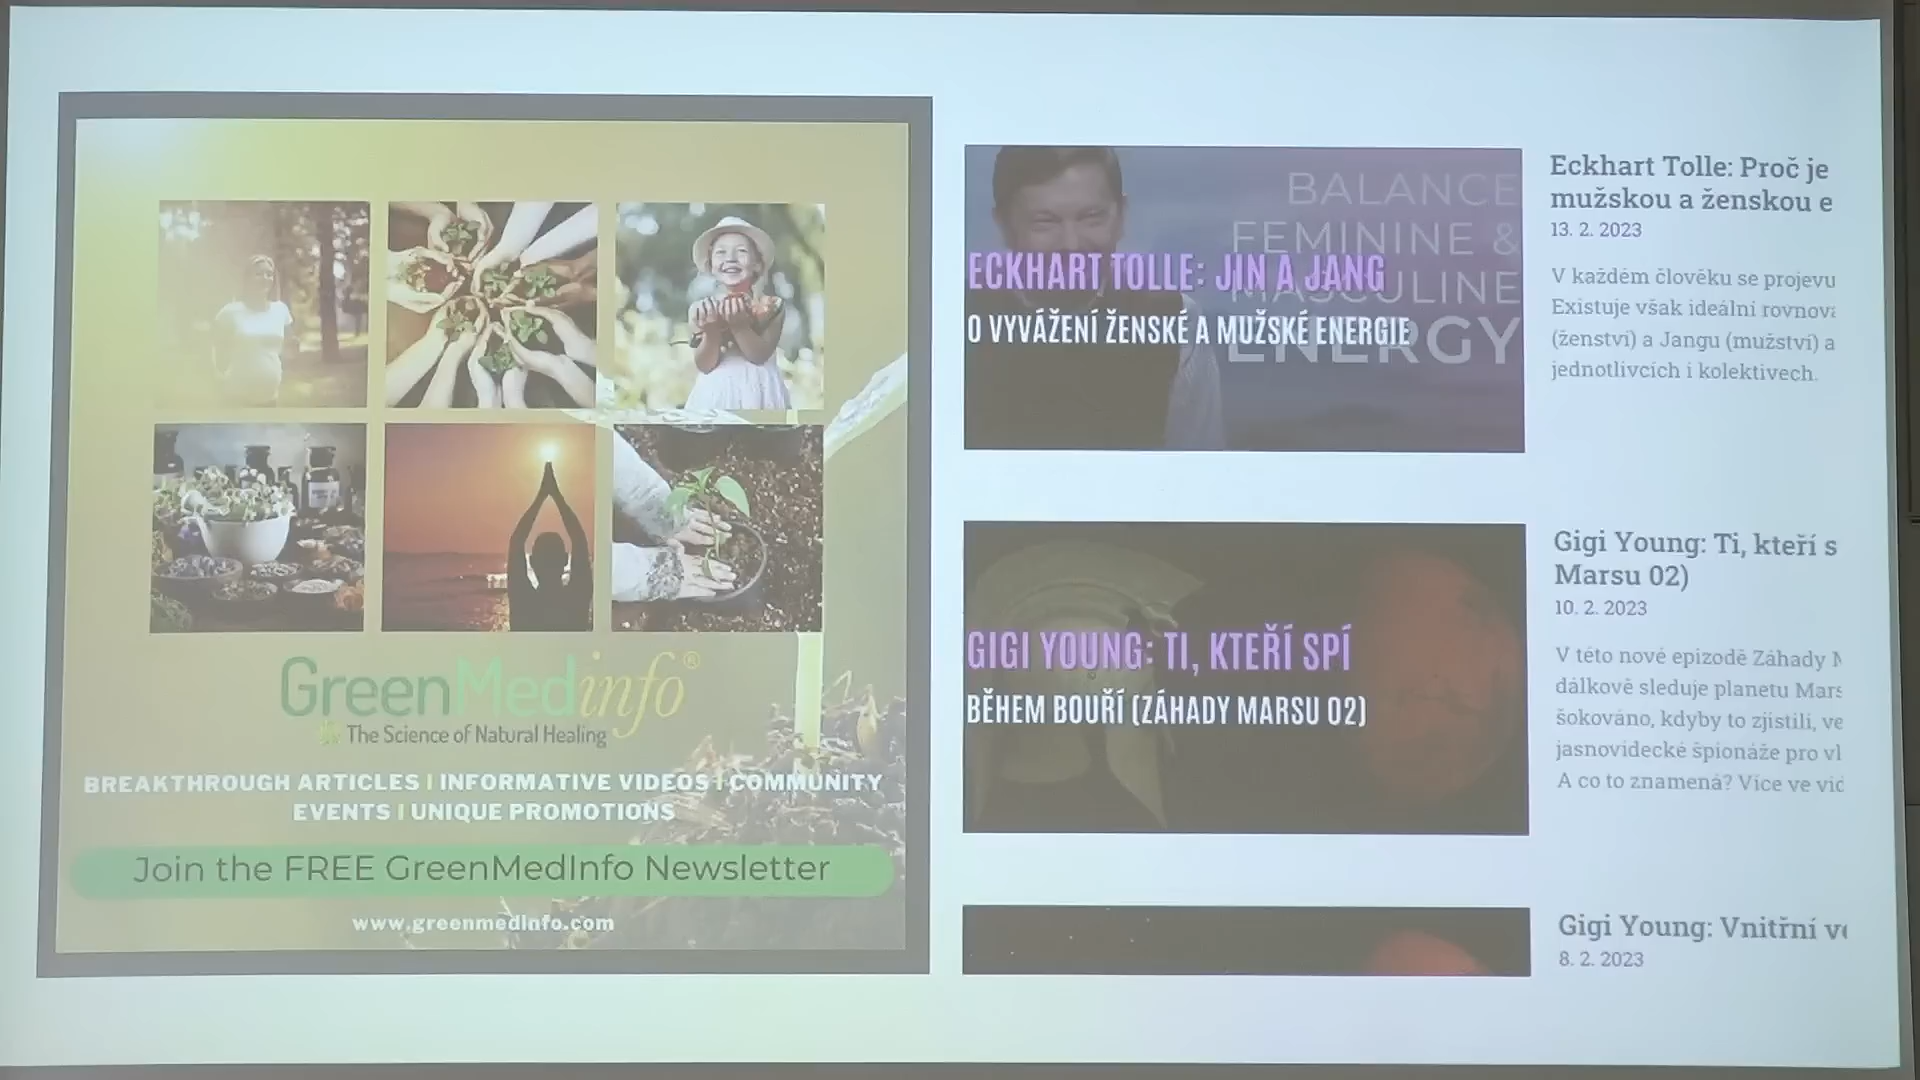 GreenMedinfo®
The Science of Natural Healing
BREAKTHROUGH ARTICLES | INFORMATIVE VIDEOS | COMMUNITY
EVENTS | UNIQUE PROMOTIONS
Join the FREE GreenMedInfo Newsletter
www.greenmedinfo.com
BALANCE
FEMININE &
MASCULINE
ENERGY
ECKHART TOLLE: JIN A JANG
O VYVÁŽENÍ ŽENSKÉ A MUŽSKÉ ENERGIE
Eckhart Tolle: Proč je
mužskou a ženskou e
13. 2. 2023
V každém člověku se projevu
Existuje však ideální rovnov
(ženství) a Jangu (mužství) a
jednotlivcích i kolektivech.
GIGI YOUNG: TI, KTEŘÍ SPÍ
BĚHEM BOUŘÍ (ZÁHADY MARSU 02)
Gigi Young: Ti, kteří s
Marsu 02)
10. 2. 2023
V této nové epizodě Záhady M
dálkově sleduje planetu Mars
šokováno, kdyby to zjistili, ve
jasnovidecké špionáže pro vl
A co to znamená? Více ve vid
Gigi Young: Vnitřní ve
8. 2. 2023